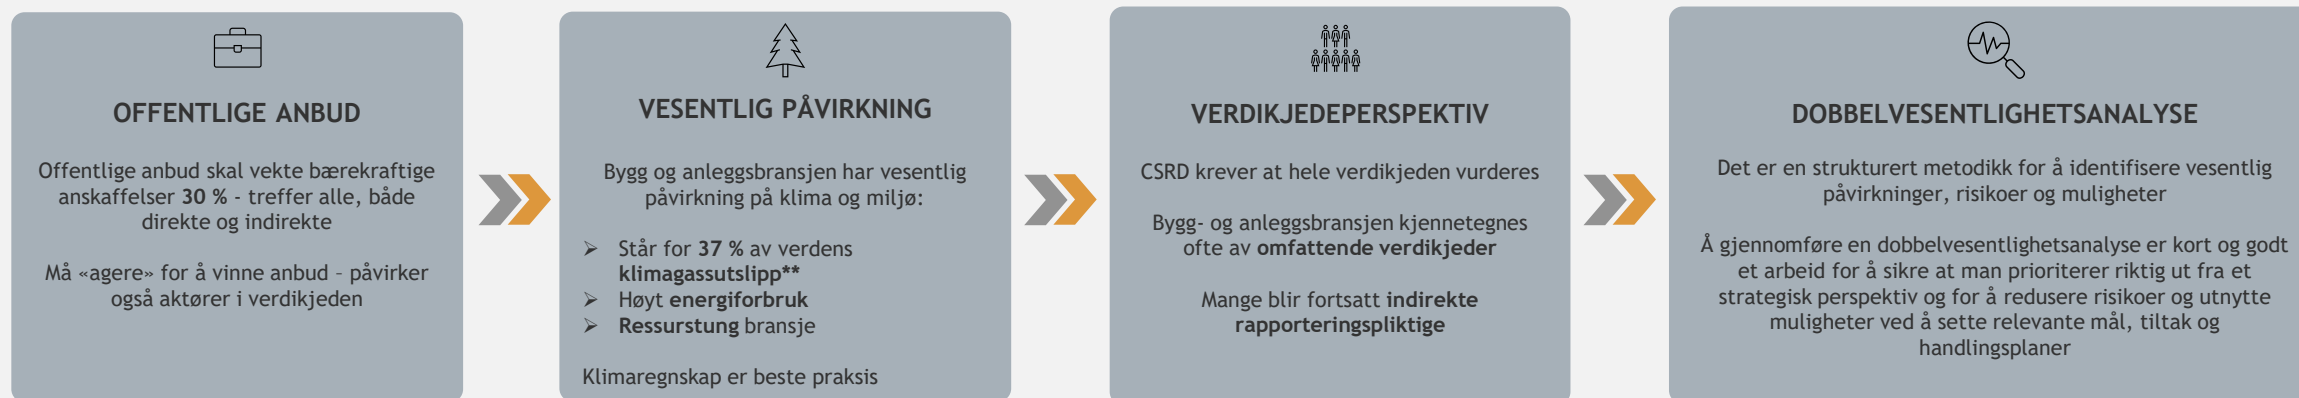 OFFENTLIGE ANBUD
Offentlige anbud skal vekte bærekraftige
anskaffelser 30 % - treffer alle, både
direkte og indirekte
Må «agere» for å vinne anbud – påvirker
også aktører i verdikjeden
VESENTLIG PÅVIRKNING
Bygg og anleggsbransjen har vesentlig
påvirkning på klima og miljø:
➢ Står for 37 % av verdens
klimagassutslipp**
➢ Høyt energiforbruk
➢ Ressurstung bransje
Klimaregnskap er beste praksis
VERDIKJEDEPERSPEKTIV
CSRD krever at hele verdikjeden vurderes
Bygg- og anleggsbransjen kjennetegnes
ofte av omfattende verdikjeder
Mange blir fortsatt indirekte
rapporteringspliktige
DOBBELVESENTLIGHETSANALYSE
Det er en strukturert metodikk for å identifisere vesentlig
påvirkninger, risikoer og muligheter
Å gjennomføre en dobbelvesentlighetsanalyse er kort og godt
et arbeid for å sikre at man prioriterer riktig ut fra et
strategisk perspektiv og for å redusere risikoer og utnytte
muligheter ved å sette relevante mål, tiltak og
handlingsplaner